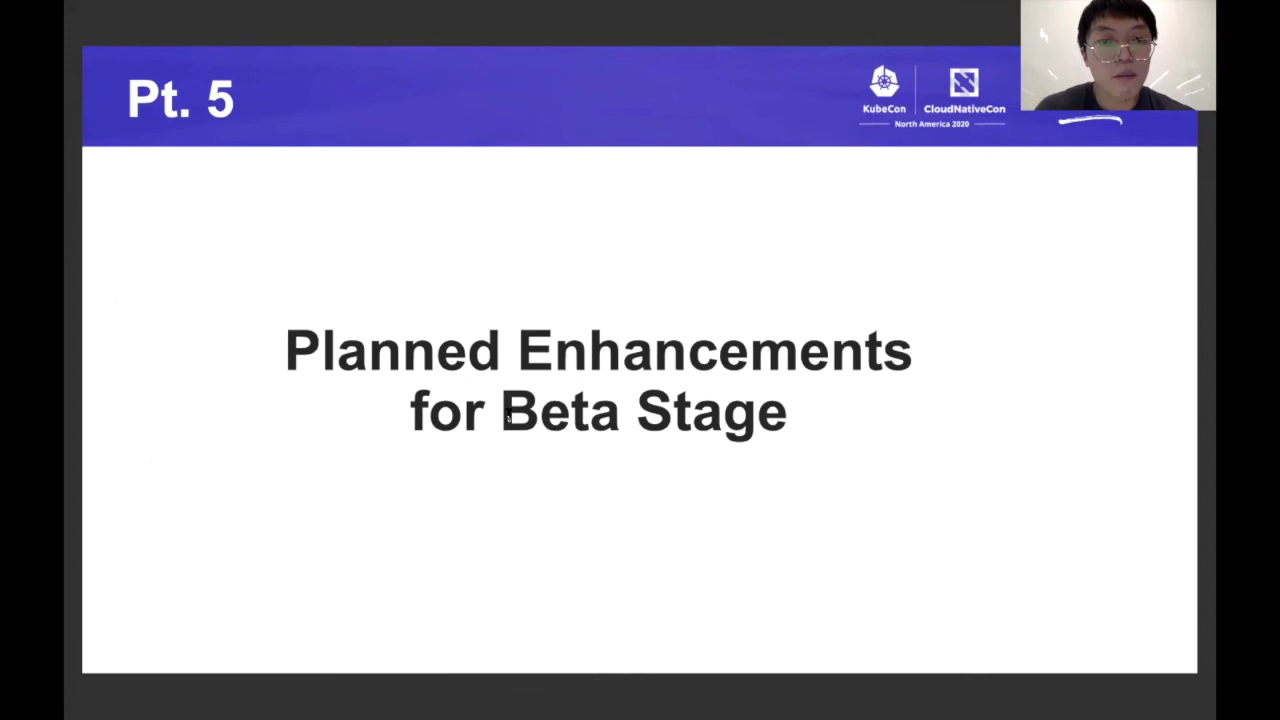 Pt. 5
KubeCon
CloudNativeCon
North America 2020
Planned Enhancements
for Beta Stage